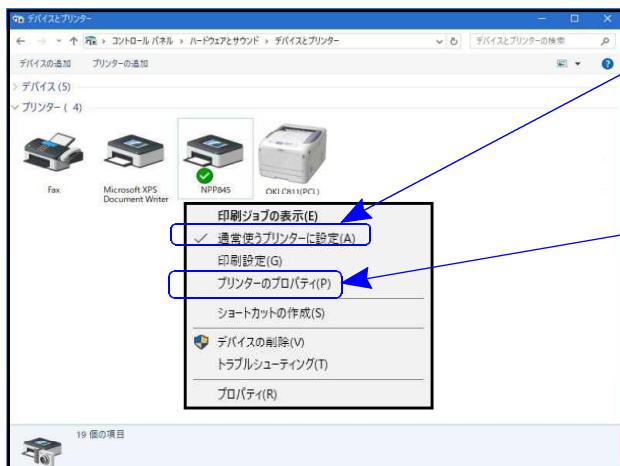 デバイスとプリンター
コントロール パネル › ハードウェアとサウンド › デバイスとプリンター
デバイスとプリンターの検索
デバイスの追加 プリンターの追加
デバイス (5)
プリンター ( 4)
Fax
Microsoft XPS
Document Writer
NPP845
OKI C811(PCL)
印刷ジョブの表示(E)
通常使うプリンターに設定(A)
印刷設定(G)
プリンターのプロパティ(P)
ショートカットの作成(S)
デバイスの削除(V)
トラブルシューティング(T)
プロパティ(R)
19 個の項目